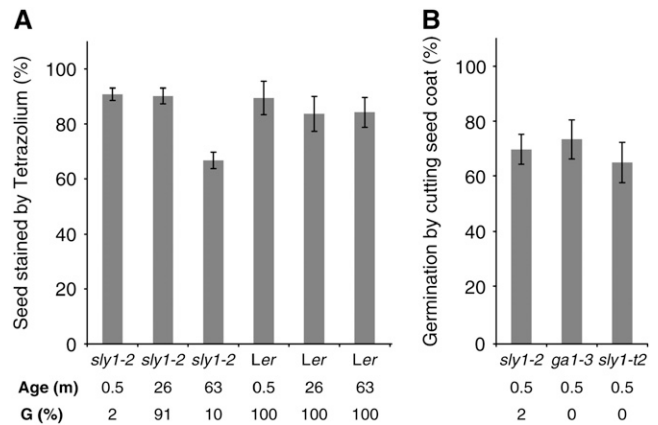 A
Seed stained by Tetrazolium (%)
100
80
60
40
20
0
sly1-2 sly1-2 sly1-2 Ler Ler Ler
Age (m) 0.5 26 63 0.5 26 63
G (%) 2 91 10 100 100 100
B
Germination by cutting seed coat (%)
100
80
60
40
20
0
sly1-2 ga1-3 sly1-t2
0.5 0.5 0.5
2 0 0